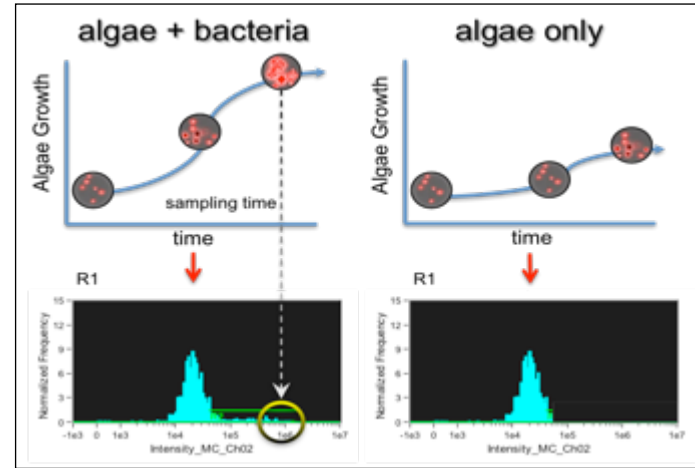 algae + bacteria
algae only
Algae Growth
sampling time
time
Algae Growth
time
R1
Normalized Frequency
15
12
9
6
3
0
-1e3 0 1e3 1e4 1e5 1e6 1e7
Intensity_MC_Ch02
R1
Normalized Frequency
15
12
9
6
3
0
-1e3 0 1e3 1e4 1e5 1e6 1e7
Intensity_MC_Ch02